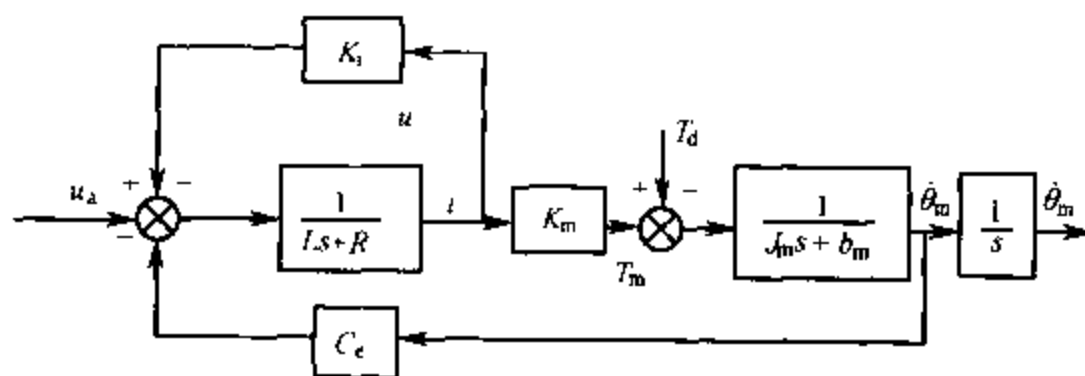 K_i
u
T_d
u_a
+
−
−
1
Ls+R
i
K_m
+
−
T_m
1
J_m s + b_m
θ̇_m
1
s
θ̇_m
C_e